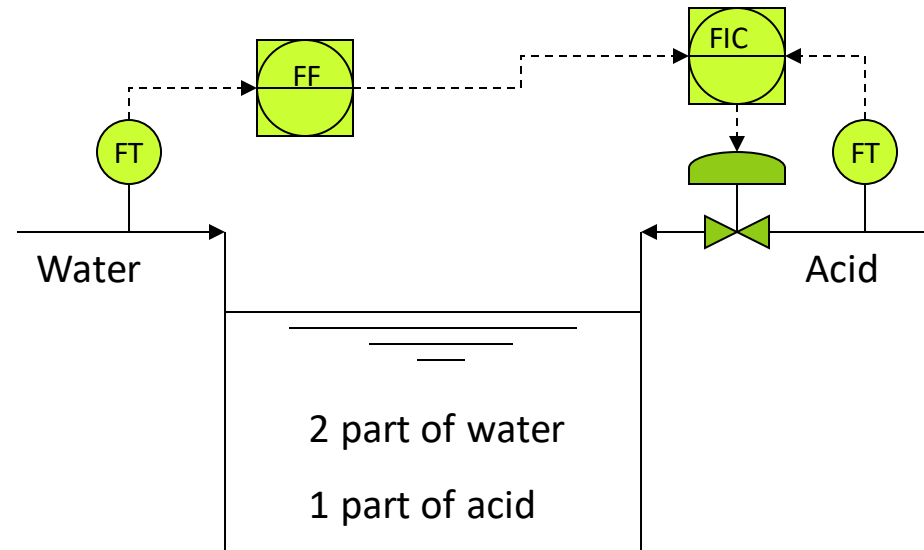 FIC
FF
FT
FT
Water
Acid
2 part of water
1 part of acid